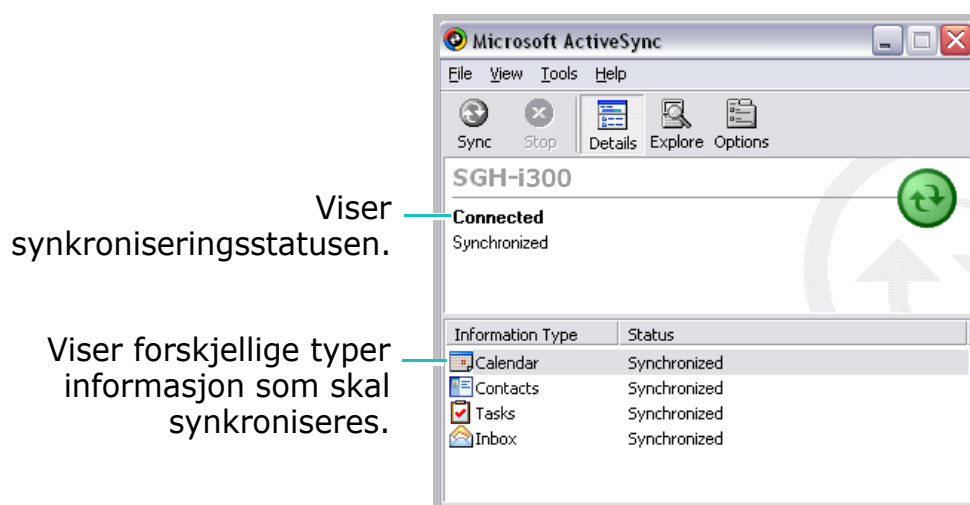 Microsoft ActiveSync
File View Tools Help
Sync Stop Details Explore Options
SGH-i300
Viser
synkroniseringsstatusen.
Connected
Synchronized
Information Type Status
Viser forskjellige typer
informasjon som skal
synkroniseres.
Calendar Synchronized
Contacts Synchronized
Tasks Synchronized
Inbox Synchronized